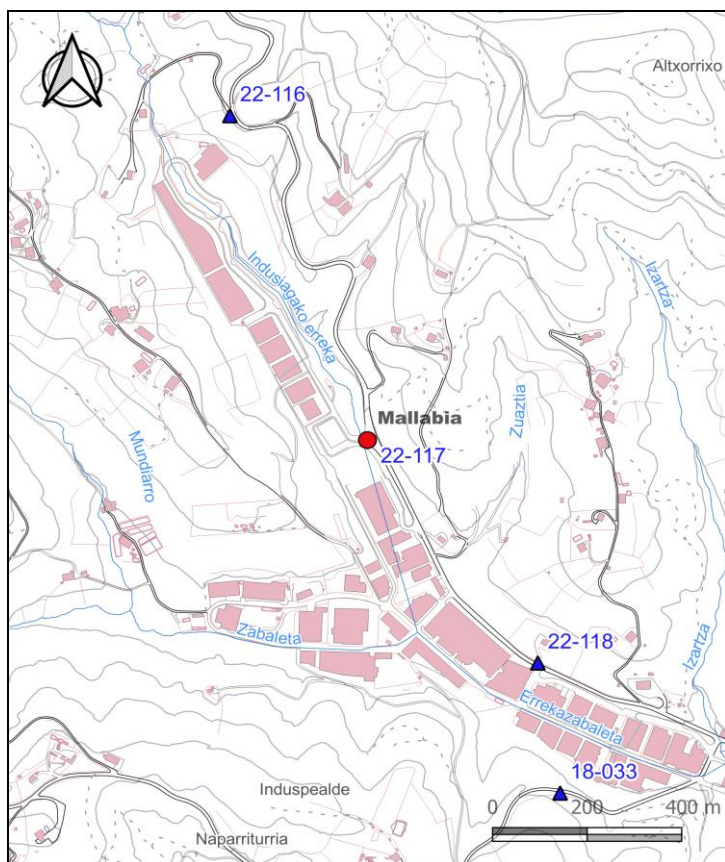 Altxorrixo
22-116
Indusiagako erreka
Izartza
Mallabia
22-117
Zuaztia
Mundiarro
Zabaleta
22-118
Izartza
Errekazabaleta
18-033
Induspealde
0 200 400 m
Naparriturria